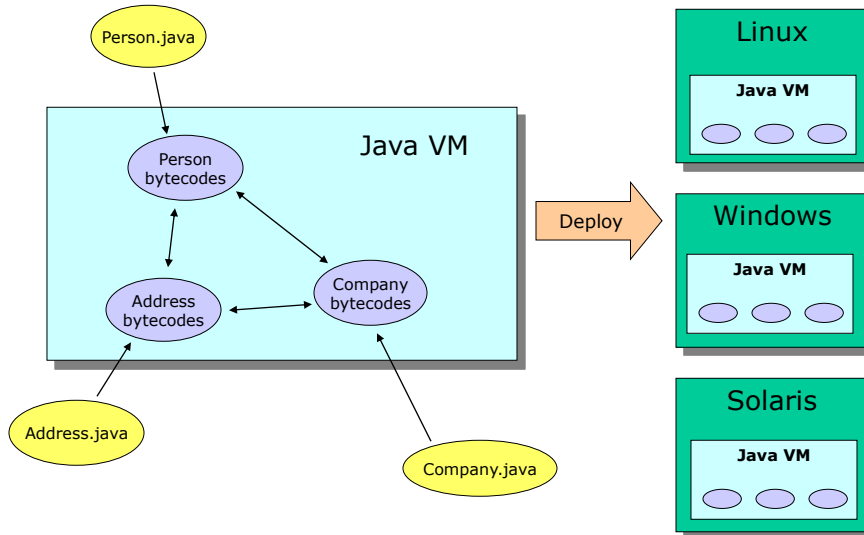 Person.java
Java VM
Person
bytecodes
Address
bytecodes
Company
bytecodes
Address.java
Company.java
Deploy
Linux
Java VM
Windows
Java VM
Solaris
Java VM